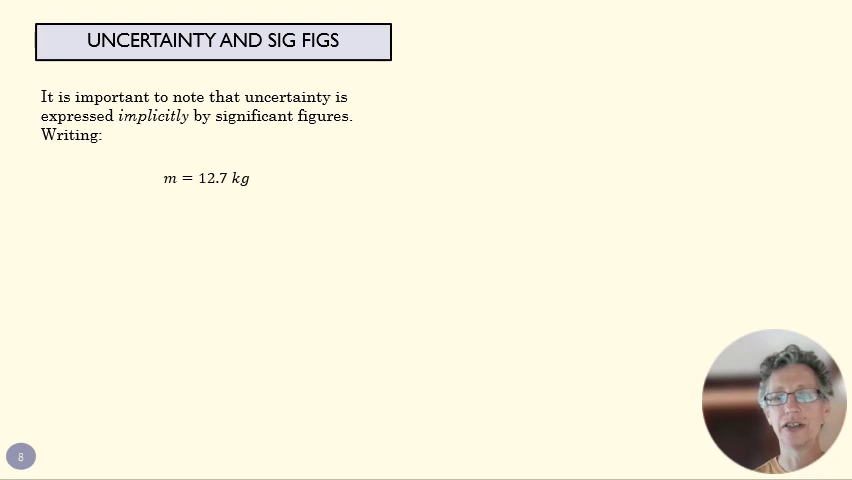 UNCERTAINTY AND SIG FIGS
It is important to note that uncertainty is
expressed implicitly by significant figures.
Writing:
m = 12.7 kg
8